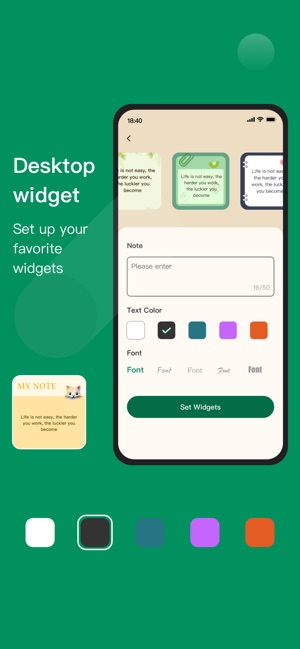 Desktop
widget
Set up your
favorite
widgets
18:40
is not easy, the
harder you work,
the luckier you
become
Life is not easy, the
harder you work,
the luckier you
become
Life is not easy, the
harder you work,
the luckier you
become
Note
Please enter
16/50
Text Color
Font
Font Font Font Font Font
Set Widgets
MY NOTE
Life is not easy, the harder
you work, the luckier you
become